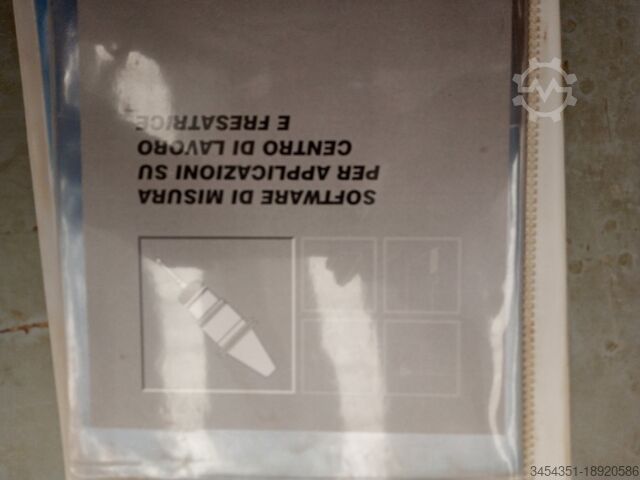 SOFTWARE DI MISURA
PER APPLICAZIONI SU
CENTRO DI LAVORO
E FRESATRICE
3454351-18920586